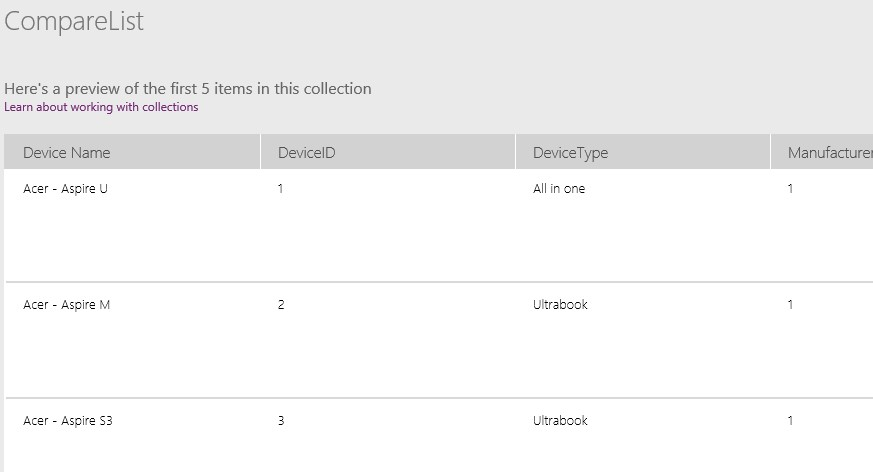 CompareList
Here's a preview of the first 5 items in this collection
Learn about working with collections
Device Name DeviceID DeviceType Manufacturer
Acer - Aspire U 1 All in one 1
Acer - Aspire M 2 Ultrabook 1
Acer - Aspire S3 3 Ultrabook 1